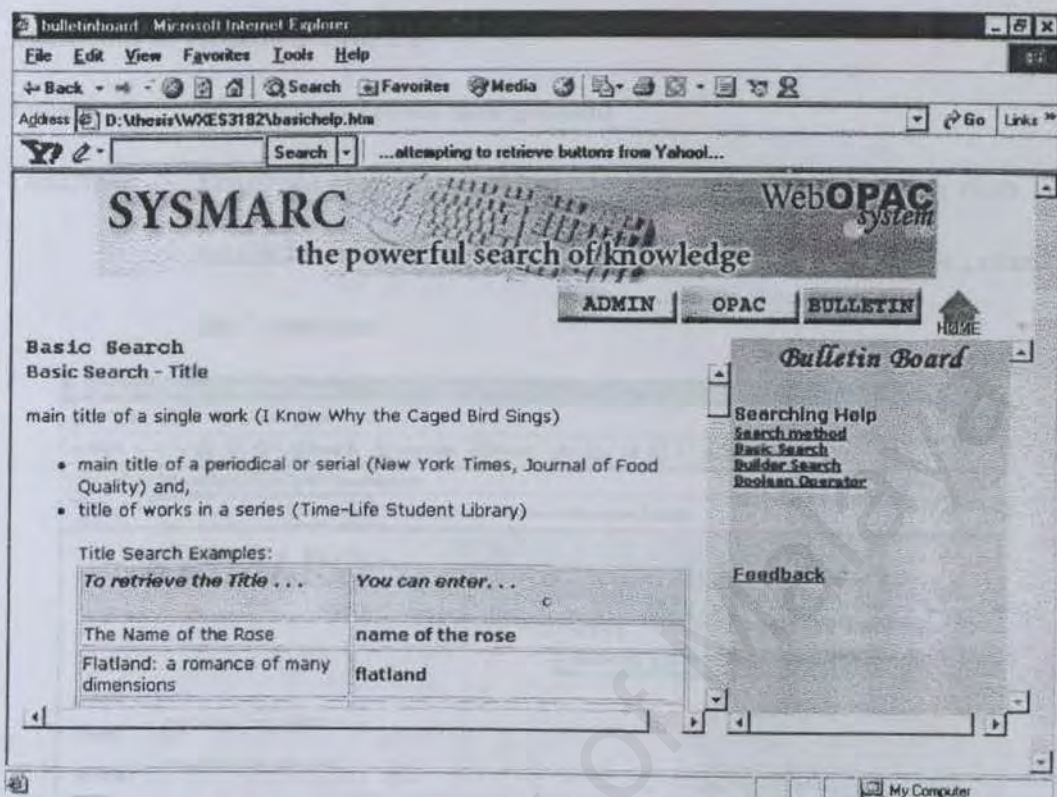 bulletinboard - Microsoft Internet Explorer
File Edit View Favorites Tools Help
Back Search Favorites Media
Address D:\thesis\WXES3182\basichelp.htm Go Links »
Y! Search ...attempting to retrieve buttons from Yahoo!...
SYSMARC
the powerful search of knowledge
WebOPAC
system
ADMIN OPAC BULLETIN HOME
Basic Search
Basic Search - Title
main title of a single work (I Know Why the Caged Bird Sings)
• main title of a periodical or serial (New York Times, Journal of Food
Quality) and,
• title of works in a series (Time-Life Student Library)
Title Search Examples:
To retrieve the Title . . . You can enter. . .
The Name of the Rose name of the rose
Flatland: a romance of many
dimensions flatland
Bulletin Board
Searching Help
Search method
Basic Search
Builder Search
Boolean Operator
Feedback
My Computer
of Malaya